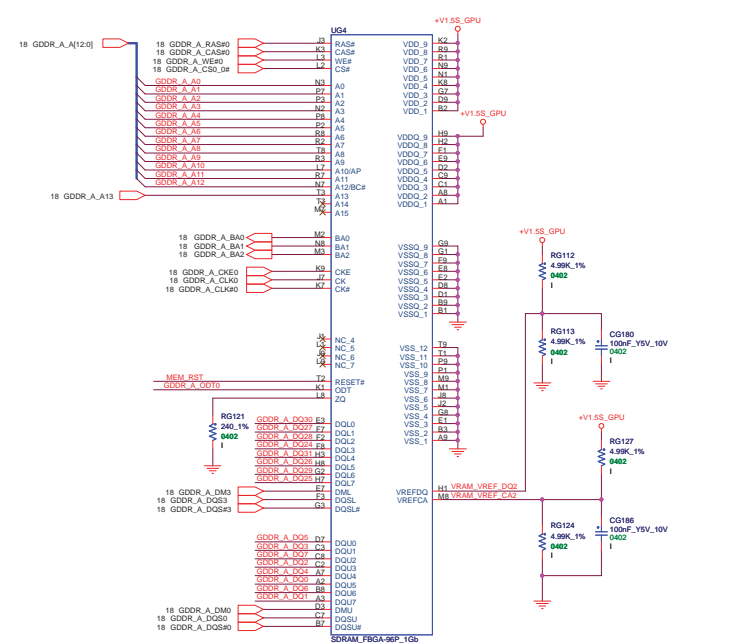 UG4
+V1.5S_GPU
18 GDDR_A_A[12:0]
18 GDDR_A_RAS#0 J3 RAS# VDD_9 K2
18 GDDR_A_CAS#0 K3 CAS# VDD_8 R9
18 GDDR_A_WE#0 L3 WE# VDD_7 R1
18 GDDR_A_CS0_0# L2 CS# VDD_6 N9
VDD_5 N1
GDDR_A_A0 N3 A0 VDD_4 K8
GDDR_A_A1 P7 A1 VDD_3 G7
GDDR_A_A2 P3 A2 VDD_2 D9
GDDR_A_A3 N2 A3 VDD_1 B2
GDDR_A_A4 P8 A4
+V1.5S_GPU
GDDR_A_A5 P2 A5
GDDR_A_A6 R8 A6 VDDQ_9 H9
GDDR_A_A7 R2 A7 VDDQ_8 H2
GDDR_A_A8 T8 A8 VDDQ_7 F1
GDDR_A_A9 R3 A9 VDDQ_6 E9
GDDR_A_A10 L7 A10/AP VDDQ_5 D2
GDDR_A_A11 R7 A11 VDDQ_4 C9
GDDR_A_A12 N7 A12/BC# VDDQ_3 C1
18 GDDR_A_A13 T3 A13 VDDQ_2 A8
A14 VDDQ_1 A1
A15
18 GDDR_A_BA0 M2 BA0 VSSQ_9 G9
18 GDDR_A_BA1 N8 BA1 VSSQ_8 G1
18 GDDR_A_BA2 M3 BA2 VSSQ_7 F9
VSSQ_6 E8
18 GDDR_A_CKE0 K9 CKE VSSQ_5 E2
18 GDDR_A_CLK0 J7 CK VSSQ_4 D8
18 GDDR_A_CLK#0 K7 CK# VSSQ_3 D1
VSSQ_2 B9
VSSQ_1 B1
+V1.5S_GPU
RG112
4.99K_1%
0402
I
RG113
4.99K_1%
0402
I
CG180
100nF_Y5V_10V
0402
I
NC_4
NC_5 VSS_12 T9
NC_6 VSS_11 T1
NC_7 VSS_10 P9
VSS_9 P1
MEM_RST T2 RESET# VSS_8 M9
GDDR_A_ODT0 K1 ODT VSS_7 M1
L8 ZQ VSS_6 J8
VSS_5 J2
VSS_4 G8
VSS_3 E1
VSS_2 B3
VSS_1 A9
RG121
240_1%
0402
I
GDDR_A_DQ30 E3 DQL0
GDDR_A_DQ27 F7 DQL1
GDDR_A_DQ28 F2 DQL2
GDDR_A_DQ24 F8 DQL3
GDDR_A_DQ31 H3 DQL4
GDDR_A_DQ26 H8 DQL5
GDDR_A_DQ29 G2 DQL6
GDDR_A_DQ25 H7 DQL7
18 GDDR_A_DM3 E7 DML VREFDQ H1 VRAM_VREF_DQ2
18 GDDR_A_DQS3 F3 DQSL VREFCA M8 VRAM_VREF_CA2
18 GDDR_A_DQS#3 G3 DQSL#
+V1.5S_GPU
RG127
4.99K_1%
0402
I
RG124
4.99K_1%
0402
I
CG186
100nF_Y5V_10V
0402
I
GDDR_A_DQ5 D7 DQU0
GDDR_A_DQ3 C3 DQU1
GDDR_A_DQ7 C8 DQU2
GDDR_A_DQ2 C2 DQU3
GDDR_A_DQ4 A7 DQU4
GDDR_A_DQ0 A2 DQU5
GDDR_A_DQ6 B8 DQU6
GDDR_A_DQ1 A3 DQU7
18 GDDR_A_DM0 D3 DMU
18 GDDR_A_DQS0 C7 DQSU
18 GDDR_A_DQS#0 B7 DQSU#
SDRAM_FBGA-96P_1Gb